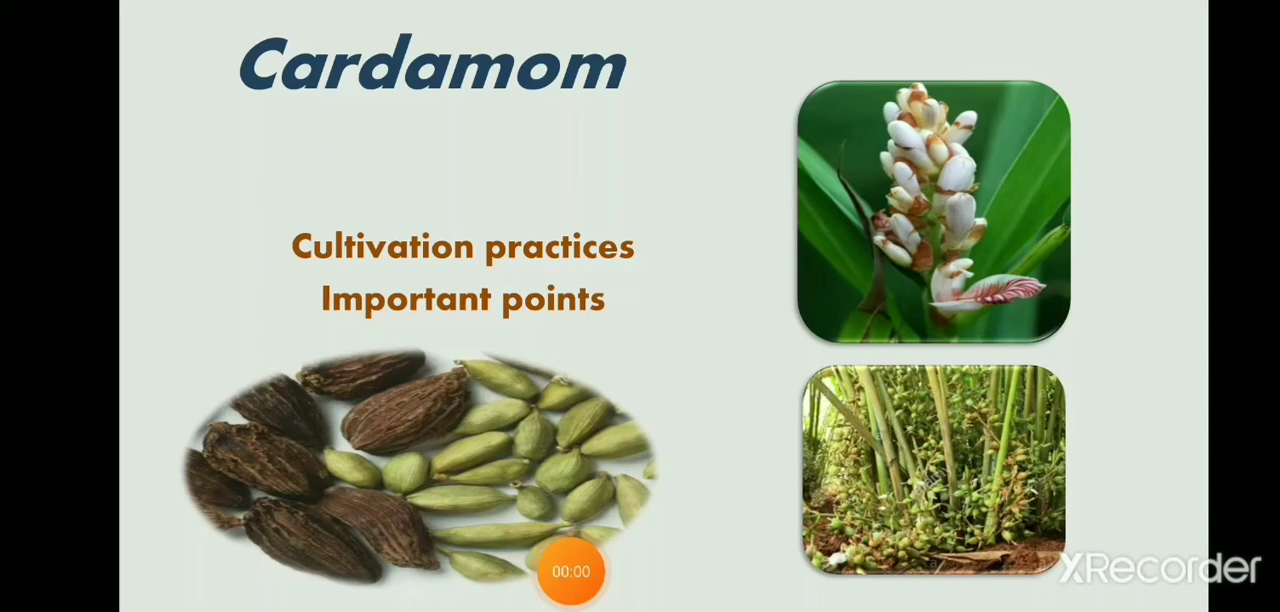 Cardamom
Cultivation practices
Important points
00:00
XRecorder